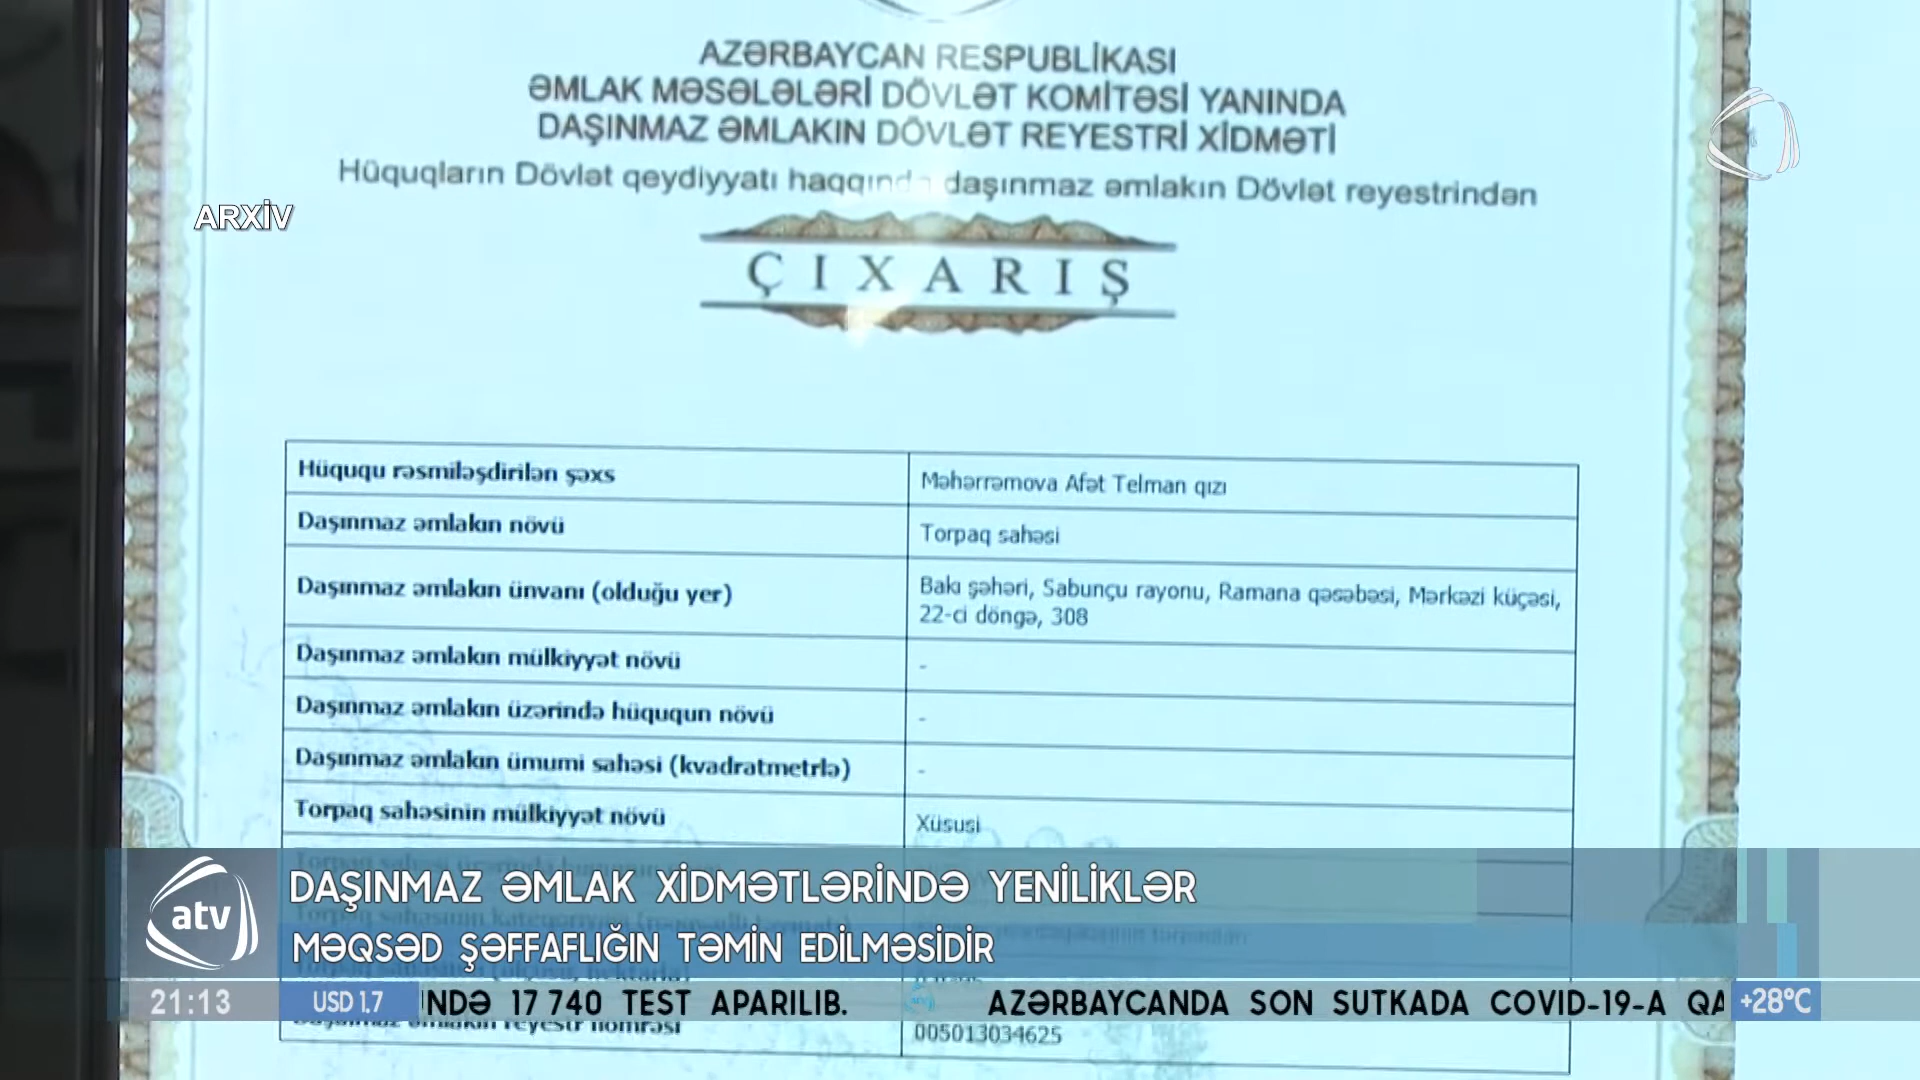 AZƏRBAYCAN RESPUBLİKASI
ƏMLAK MƏSƏLƏLƏRİ DÖVLƏT KOMİTƏSİ YANINDA
DAŞINMAZ ƏMLAKIN DÖVLƏT REYESTRİ XİDMƏTİ
Hüquqların Dövlət qeydiyyatı haqqında daşınmaz əmlakın Dövlət reyestrindən
ARXİV
ÇIXARIŞ
Hüququ rəsmiləşdirilən şəxs
Məhərrəmova Afət Telman qızı
Daşınmaz əmlakın növü
Torpaq sahəsi
Daşınmaz əmlakın ünvanı (olduğu yer)
Bakı şəhəri, Sabunçu rayonu, Ramana qəsəbəsi, Mərkəzi küçəsi,
22-ci döngə, 308
Daşınmaz əmlakın mülkiyyət növü
-
Daşınmaz əmlakın üzərində hüququn növü
-
Daşınmaz əmlakın ümumi sahəsi (kvadratmetrlə)
-
Torpaq sahəsinin mülkiyyət növü
Xüsusi
atv
DAŞINMAZ ƏMLAK XİDMƏTLƏRİNDƏ YENİLİKLƏR
MƏQSƏD ŞƏFFAFLIĞIN TƏMİN EDİLMƏSİDİR
21:13
USD 1.7
NDƏ 17 740 TEST APARILIB.
AZƏRBAYCANDA SON SUTKADA COVID-19-A QA
+28°C
Daşınmaz əmlakın reyestr nömrəsi
005013034625